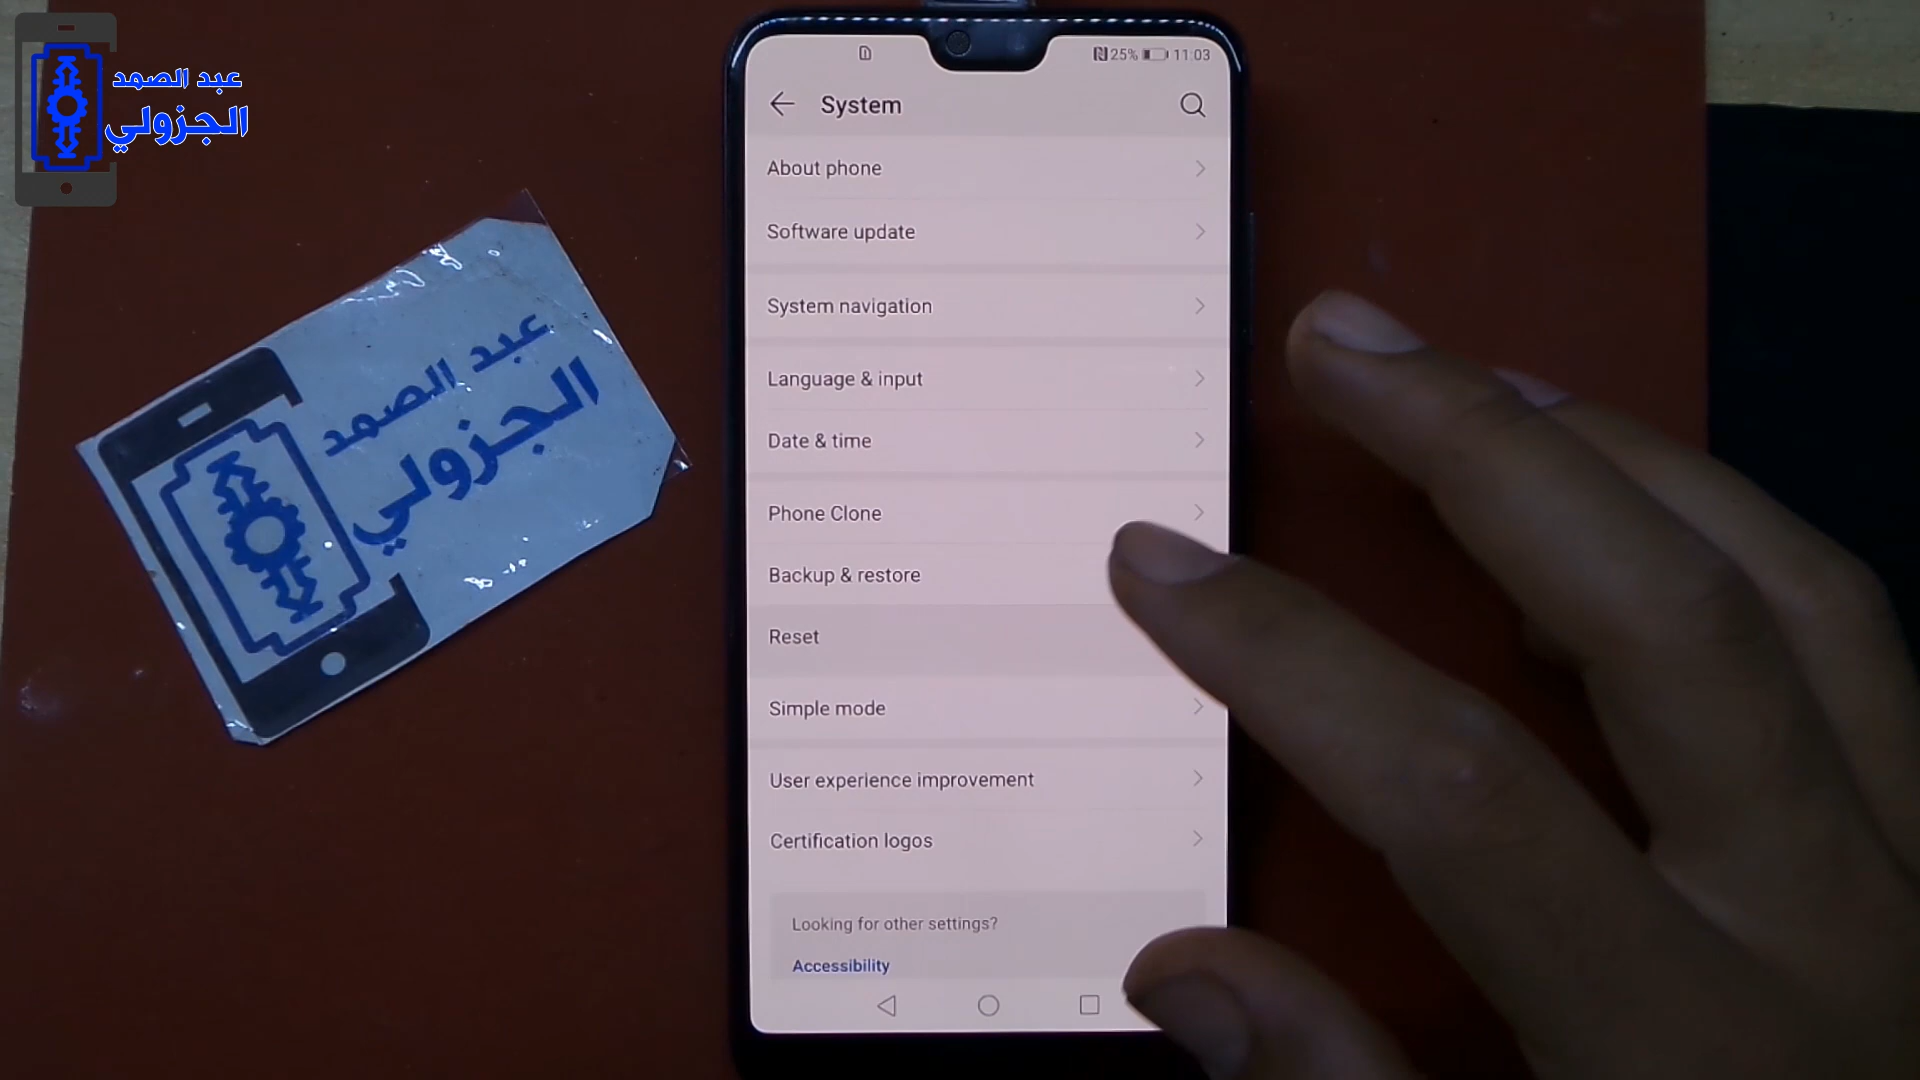 عبد الصمد
الجزولي
عبد الصمد
الجزولي
25% 11:03
System
About phone
Software update
System navigation
Language & input
Date & time
Phone Clone
Backup & restore
Reset
Simple mode
User experience improvement
Certification logos
Looking for other settings?
Accessibility